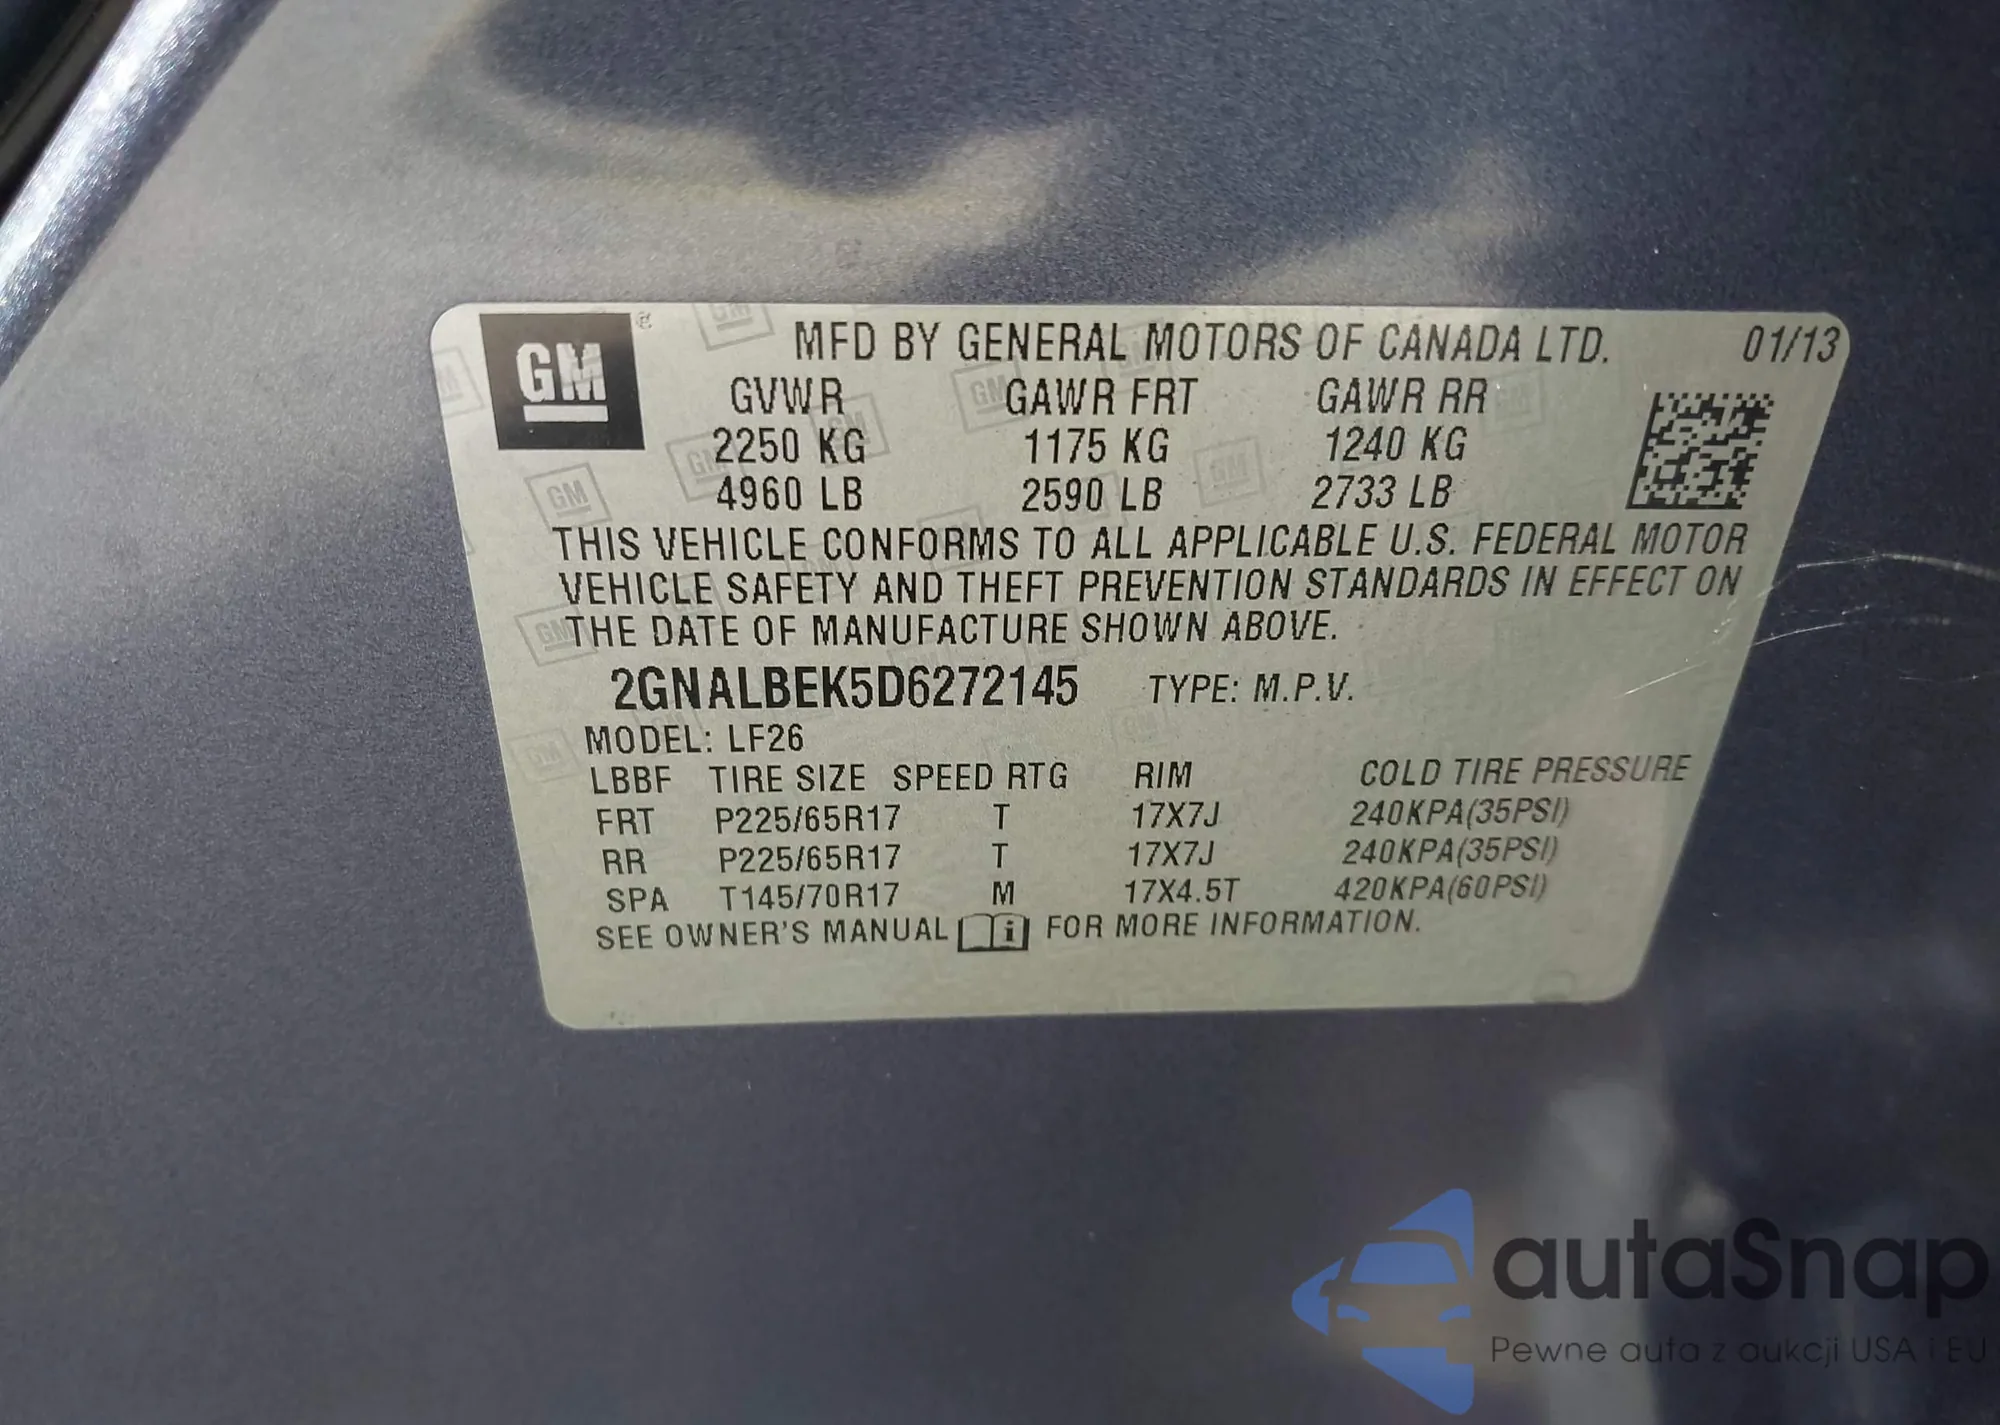 GM ® MFD BY GENERAL MOTORS OF CANADA LTD. 01/13
GVWR GAWR FRT GAWR RR
2250 KG 1175 KG 1240 KG
4960 LB 2590 LB 2733 LB
THIS VEHICLE CONFORMS TO ALL APPLICABLE U.S. FEDERAL MOTOR
VEHICLE SAFETY AND THEFT PREVENTION STANDARDS IN EFFECT ON
THE DATE OF MANUFACTURE SHOWN ABOVE.
2GNALBEK5D6272145 TYPE: M.P.V.
MODEL: LF26
LBBF TIRE SIZE SPEED RTG RIM COLD TIRE PRESSURE
FRT P225/65R17 T 17X7J 240KPA(35PSI)
RR P225/65R17 T 17X7J 240KPA(35PSI)
SPA T145/70R17 M 17X4.5T 420KPA(60PSI)
SEE OWNER'S MANUAL i FOR MORE INFORMATION.
autaSnap
Pewne auta z aukcji USA i EU